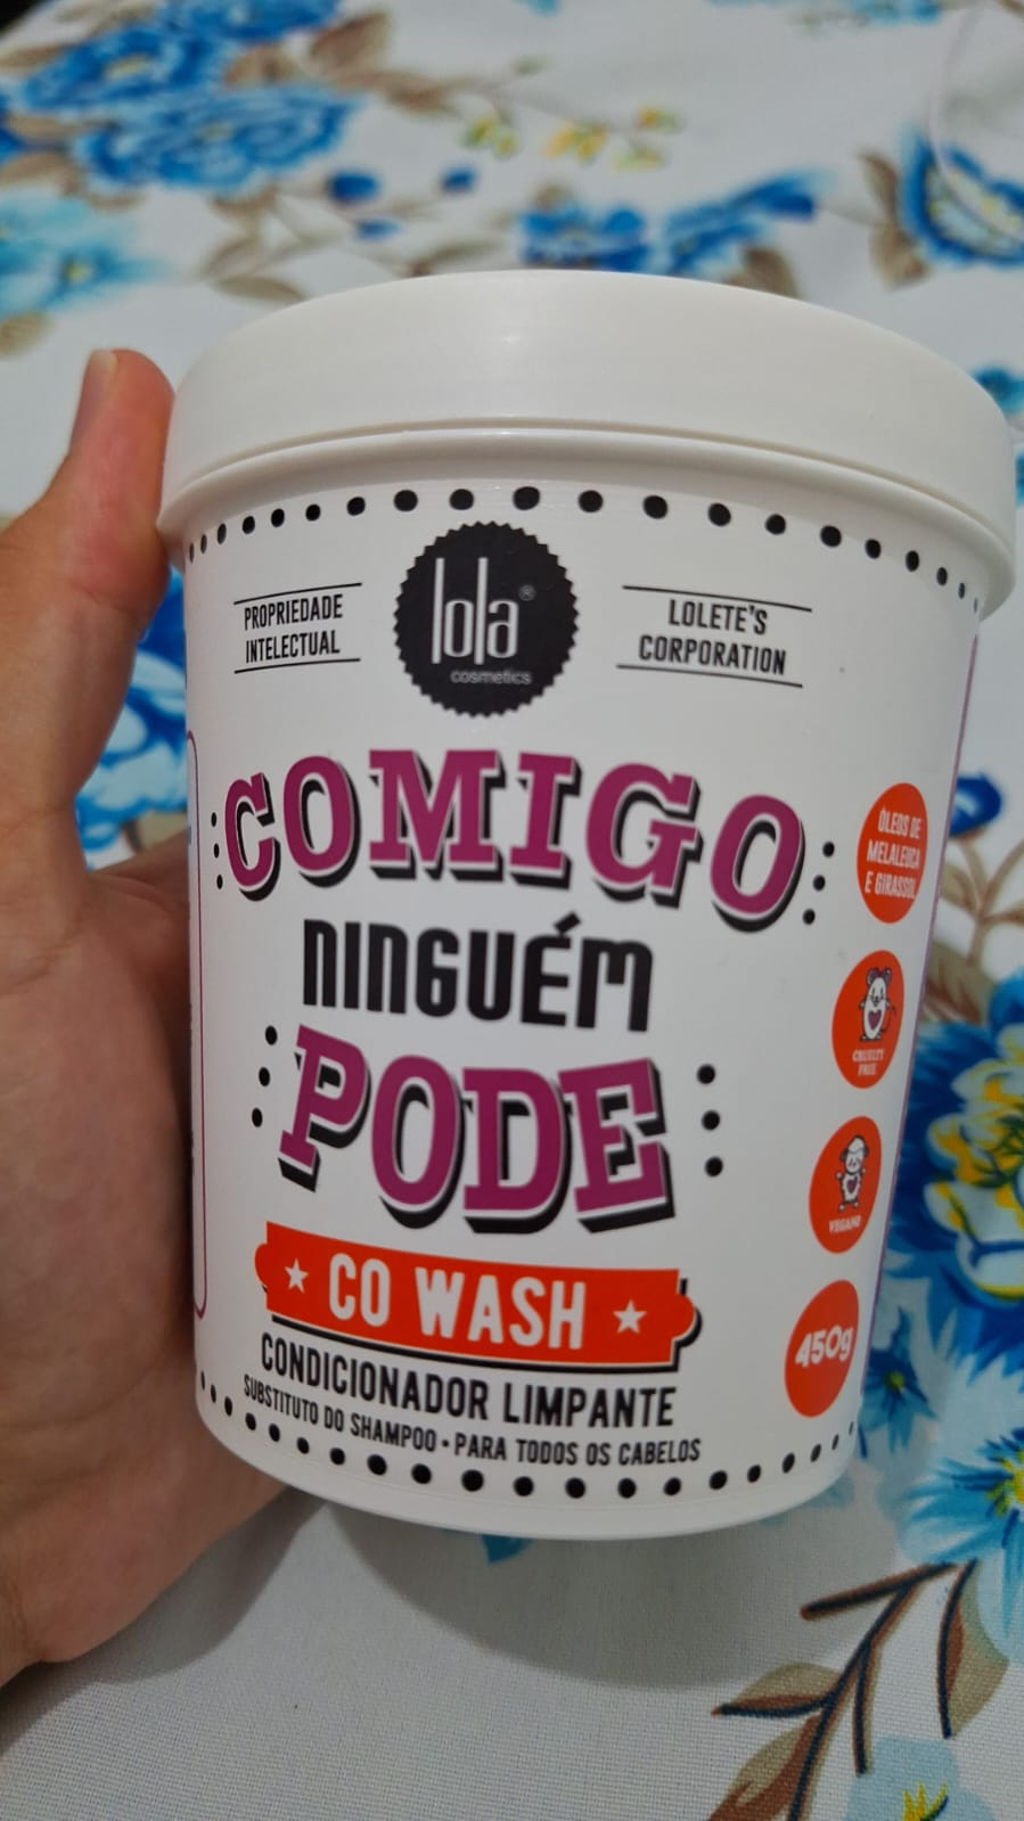 PROPRIEDADE
INTELECTUAL
lola®
cosmetics
LOLETE'S
CORPORATION
COMIGO
NINGUÉM
PODE
CO WASH
CONDICIONADOR LIMPANTE
SUBSTITUTO DO SHAMPOO • PARA TODOS OS CABELOS
ÓLEOS DE
MELALEUCA
E GIRASSOL
CRUELTY
FREE
VEGANO
450g